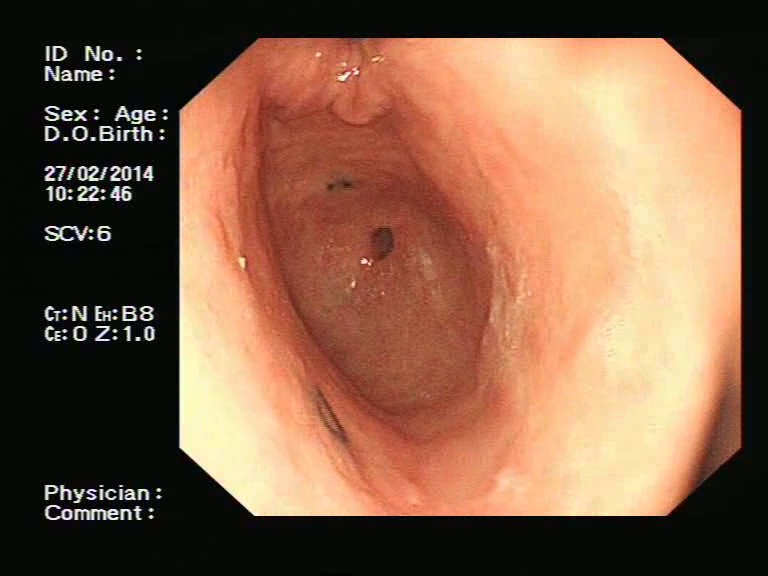 ID No. :
Name:
Sex: Age:
D.O.Birth:
27/02/2014
10:22:46
SCV:6
CT:N EH:B8
CE:0 Z:1.0
Physician:
Comment: